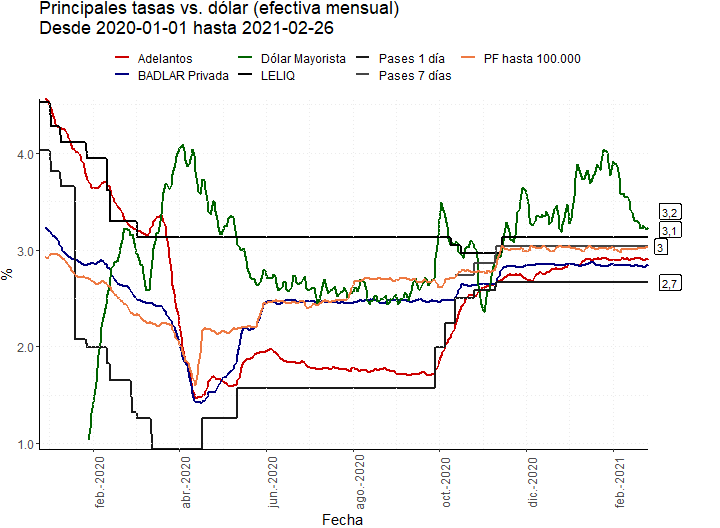 Principales tasas vs. dólar (efectiva mensual)
Desde 2020-01-01 hasta 2021-02-26
Adelantos
Dólar Mayorista
Pases 1 día
PF hasta 100.000
BADLAR Privada
LELIQ
Pases 7 días
4.0
3.0
2.0
1.0
%
3,2
3,1
3
2,7
feb.-2020
abr.-2020
jun.-2020
ago.-2020
oct.-2020
dic.-2020
feb.-2021
Fecha